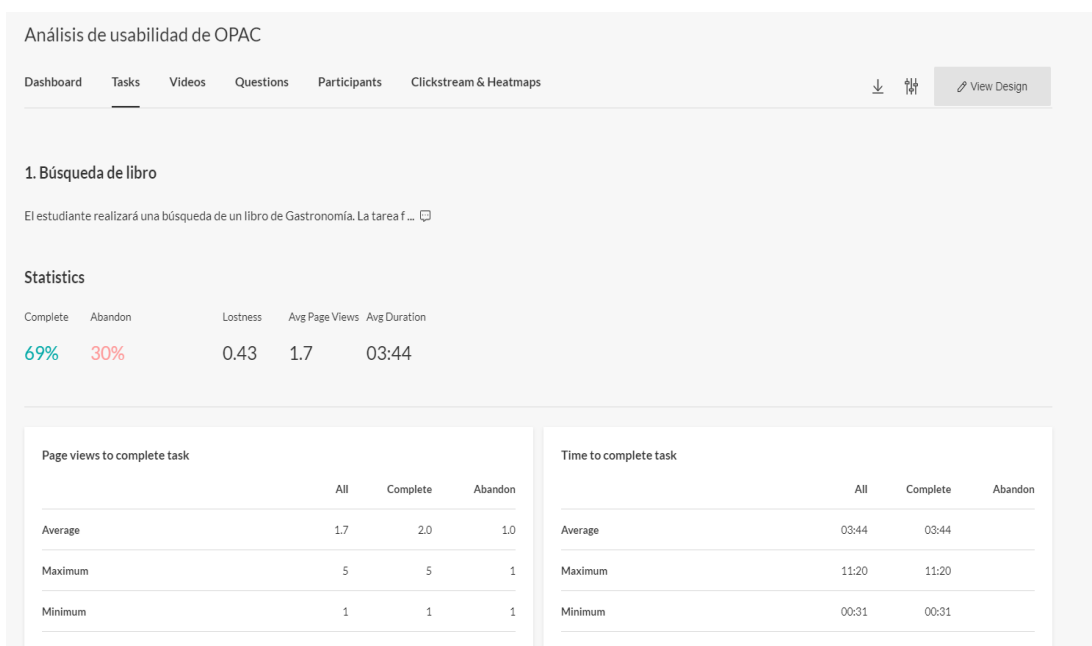 Análisis de usabilidad de OPAC
Dashboard Tasks Videos Questions Participants Clickstream & Heatmaps View Design
1. Búsqueda de libro
El estudiante realizará una búsqueda de un libro de Gastronomía. La tarea f ...
Statistics
Complete Abandon Lostness Avg Page Views Avg Duration
69% 30% 0.43 1.7 03:44
Page views to complete task
All Complete Abandon
Average 1.7 2.0 1.0
Maximum 5 5 1
Minimum 1 1 1
Time to complete task
All Complete Abandon
Average 03:44 03:44
Maximum 11:20 11:20
Minimum 00:31 00:31